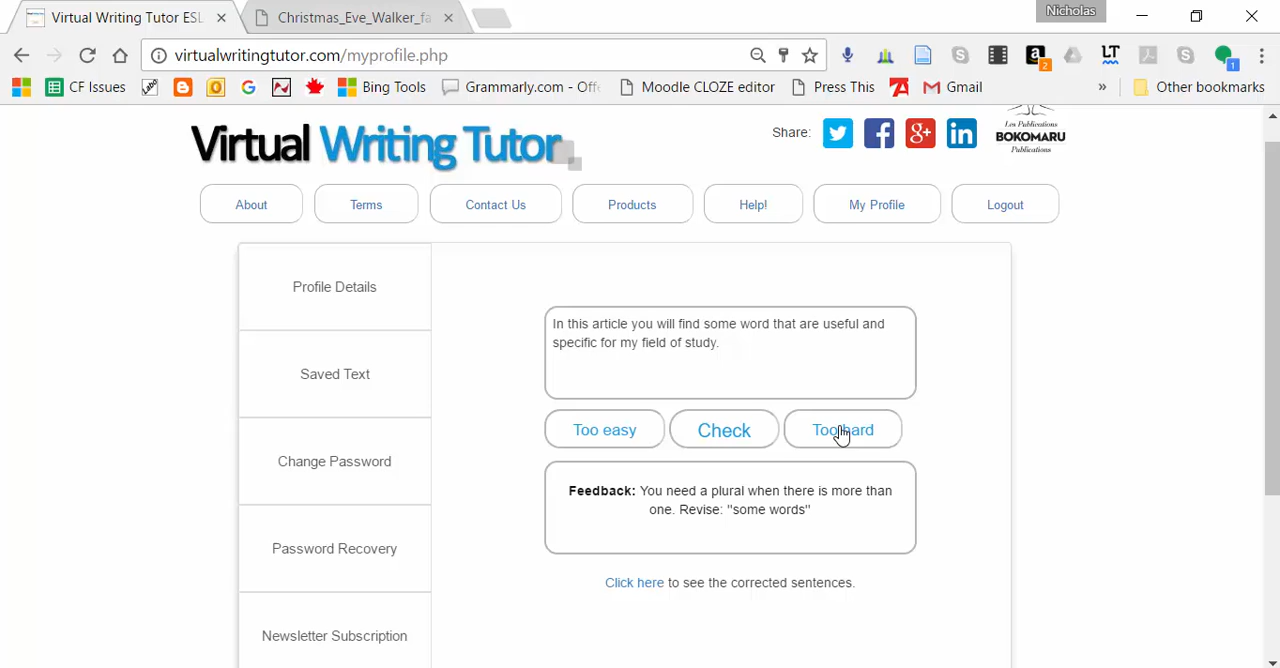 Virtual Writing Tutor ESL
Christmas_Eve_Walker_fa
Nicholas
virtualwritingtutor.com/myprofile.php
CF Issues
Bing Tools
Grammarly.com - Offe
Moodle CLOZE editor
Press This
Gmail
»
Other bookmarks
Virtual Writing Tutor
Share:
Les Publications
BOKOMARU
Publications
About
Terms
Contact Us
Products
Help!
My Profile
Logout
Profile Details
Saved Text
Change Password
Password Recovery
Newsletter Subscription
In this article you will find some word that are useful and
specific for my field of study.
Too easy
Check
Too hard
Feedback: You need a plural when there is more than
one. Revise: "some words"
Click here to see the corrected sentences.